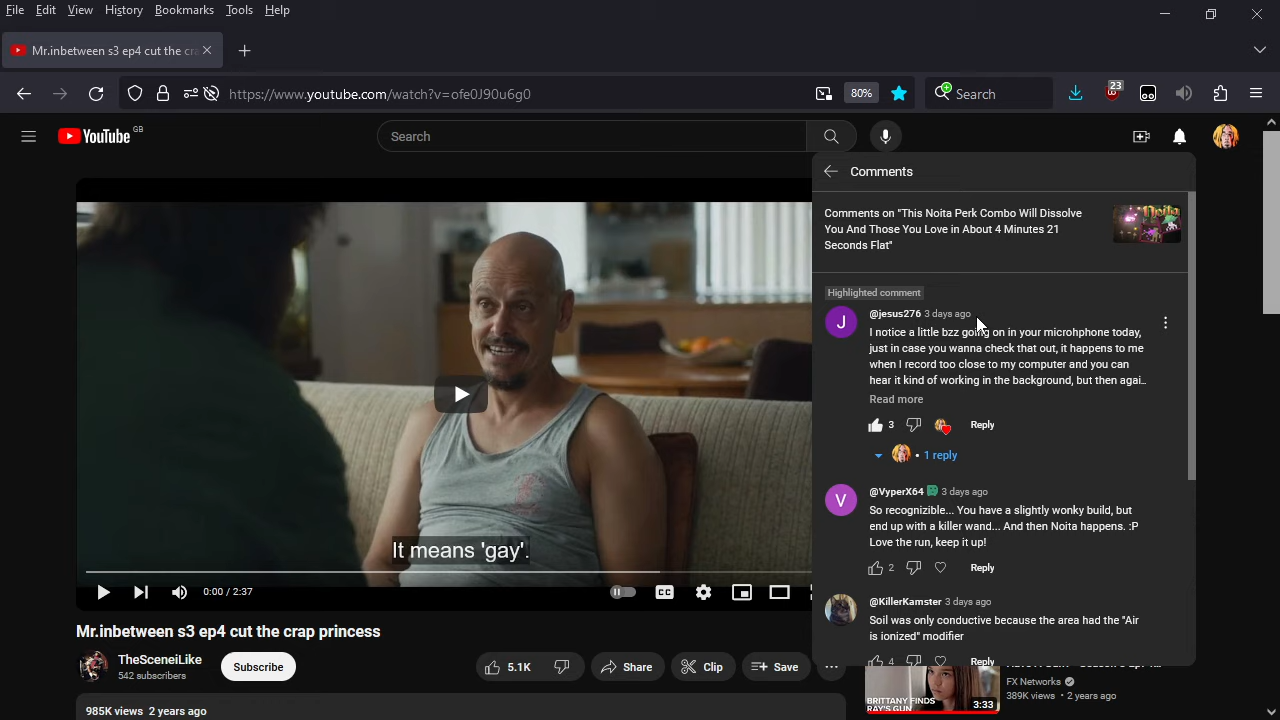 File Edit View History Bookmarks Tools Help
Mr.inbetween s3 ep4 cut the cra
https://www.youtube.com/watch?v=ofe0J90u6g0
80%
Search
23
YouTube GB
Search
Comments
Comments on "This Noita Perk Combo Will Dissolve
You And Those You Love in About 4 Minutes 21
Seconds Flat"
Noita
Highlighted comment
J
@jesus276 3 days ago
I notice a little bzz going on in your microhphone today,
just in case you wanna check that out, it happens to me
when I record too close to my computer and you can
hear it kind of working in the background, but then agai..
Read more
3 Reply
• 1 reply
V
@VyperX64 3 days ago
So recognizible... You have a slightly wonky build, but
end up with a killer wand... And then Noita happens. :P
Love the run, keep it up!
2 Reply
@KillerKamster 3 days ago
Soil was only conductive because the area had the "Air
is ionized" modifier
4 Reply
It means 'gay'.
0:00 / 2:37
CC
Mr.inbetween s3 ep4 cut the crap princess
TheSceneiLike
542 subscribers
Subscribe
5.1K
Share
Clip
Save
985K views 2 years ago
BRITTANY FINDS
RAY'S GUN
3:33
FX Networks
389K views • 2 years ago